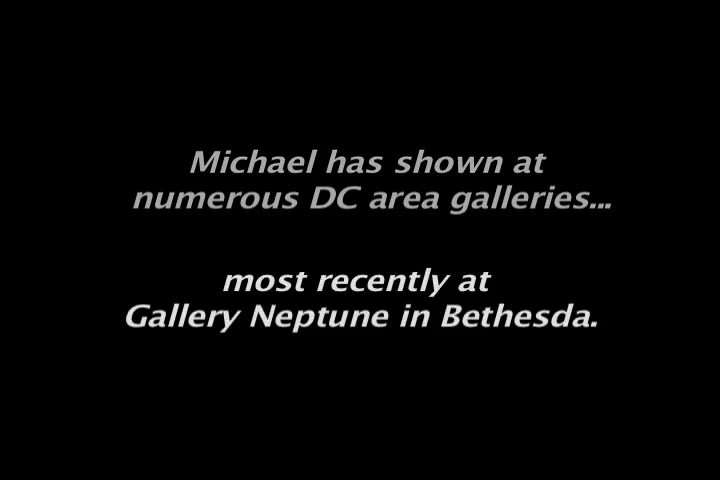 Michael has shown at
numerous DC area galleries...
most recently at
Gallery Neptune in Bethesda.